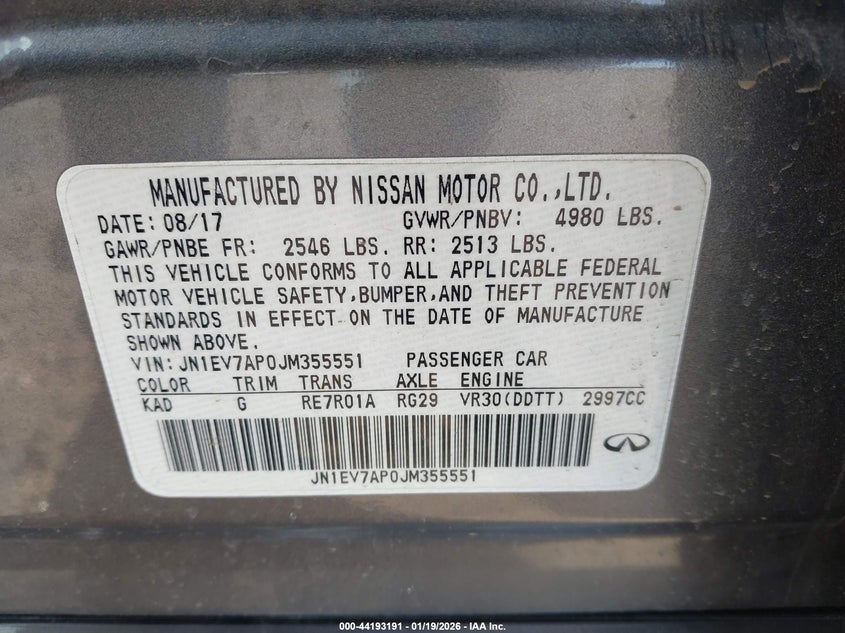 MANUFACTURED BY NISSAN MOTOR CO.,LTD.
DATE: 08/17 GVWR/PNBV: 4980 LBS.
GAWR/PNBE FR: 2546 LBS. RR: 2513 LBS.
THIS VEHICLE CONFORMS TO ALL APPLICABLE FEDERAL
MOTOR VEHICLE SAFETY,BUMPER,AND THEFT PREVENTION
STANDARDS IN EFFECT ON THE DATE OF MANUFACTURE
SHOWN ABOVE.
VIN: JN1EV7AP0JM355551 PASSENGER CAR
COLOR TRIM TRANS AXLE ENGINE
KAD G RE7R01A RG29 VR30(DDTT) 2997CC
JN1EV7AP0JM355551
000-44193191 - 01/19/2026 - IAA Inc.